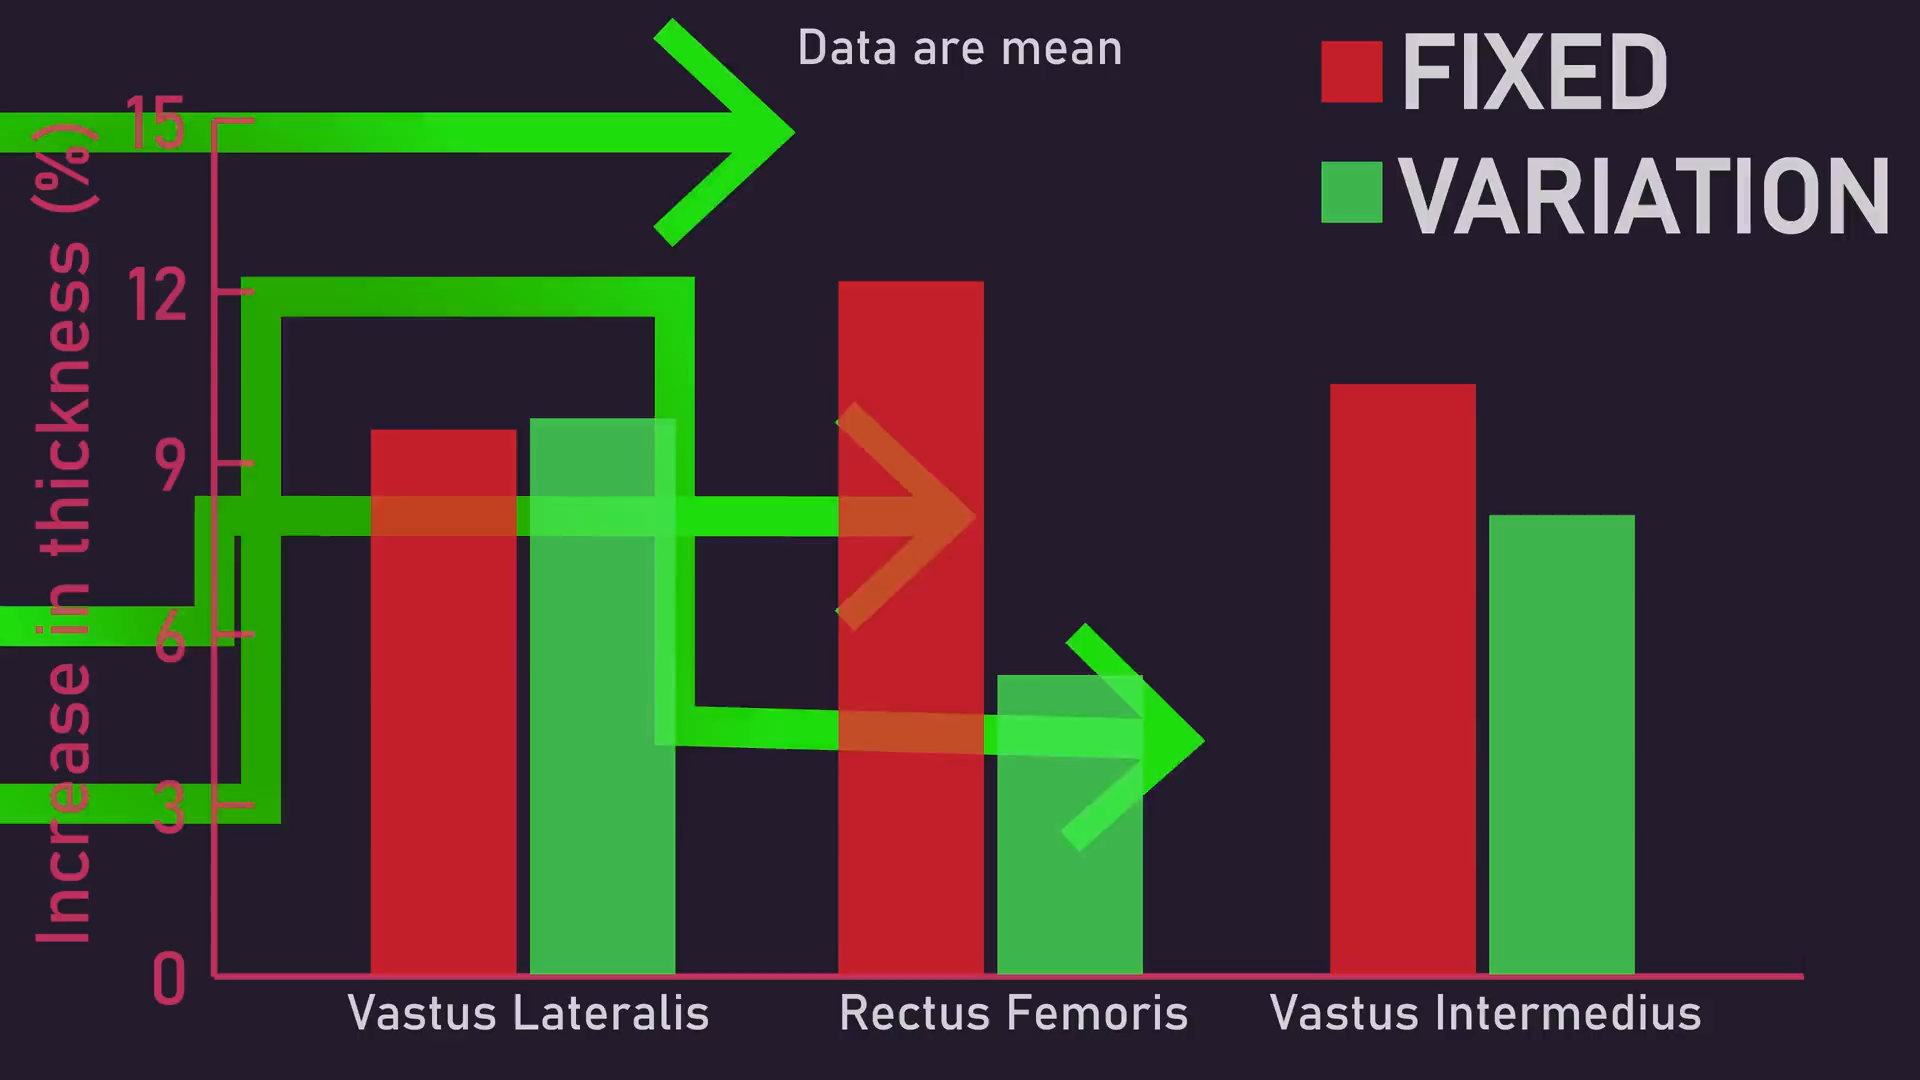 Data are mean
FIXED
VARIATION
Increase in thickness (%)
15
12
9
6
3
0
Vastus Lateralis
Rectus Femoris
Vastus Intermedius